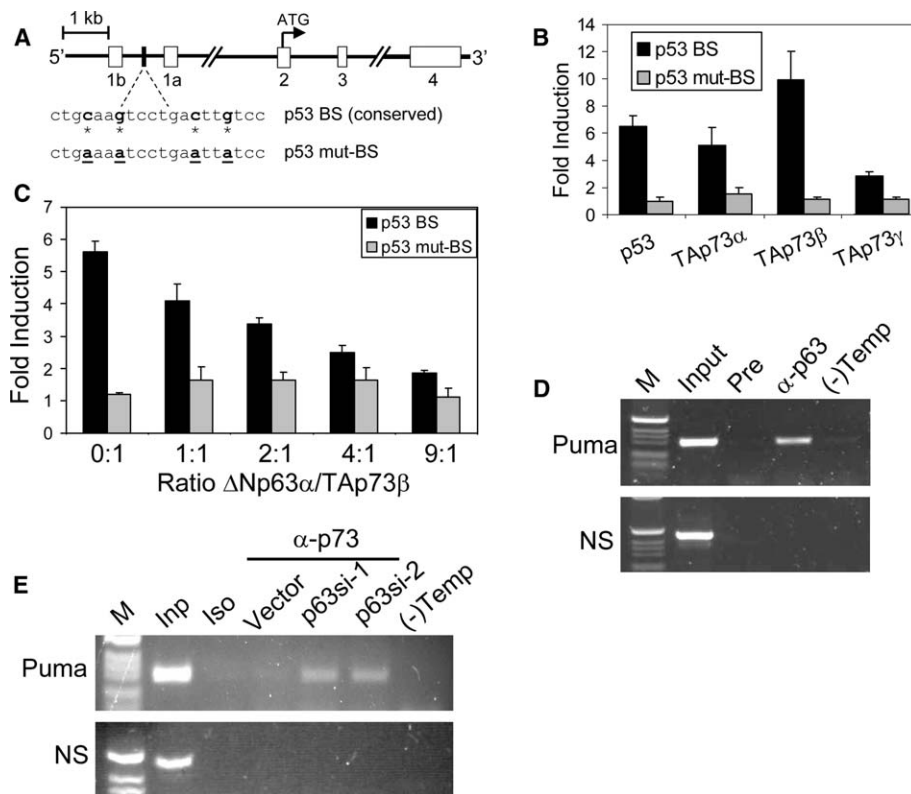 A
1 kb
ATG
5'
3'
1b
1a
2
3
4
ctgcaagtcctgacttgtcc p53 BS (conserved)
* * * *
ctgaaaatcctgaattatcc p53 mut-BS
B
Fold Induction
14
12
10
8
6
4
2
0
p53 BS
p53 mut-BS
p53
TAp73α
TAp73β
TAp73γ
C
Fold Induction
7
6
5
4
3
2
1
0
p53 BS
p53 mut-BS
0:1 1:1 2:1 4:1 9:1
Ratio ΔNp63α/TAp73β
D
M Input Pre α-p63 (-)Temp
Puma
NS
E
α-p73
M Inp Iso Vector p63si-1 p63si-2 (-)Temp
Puma
NS